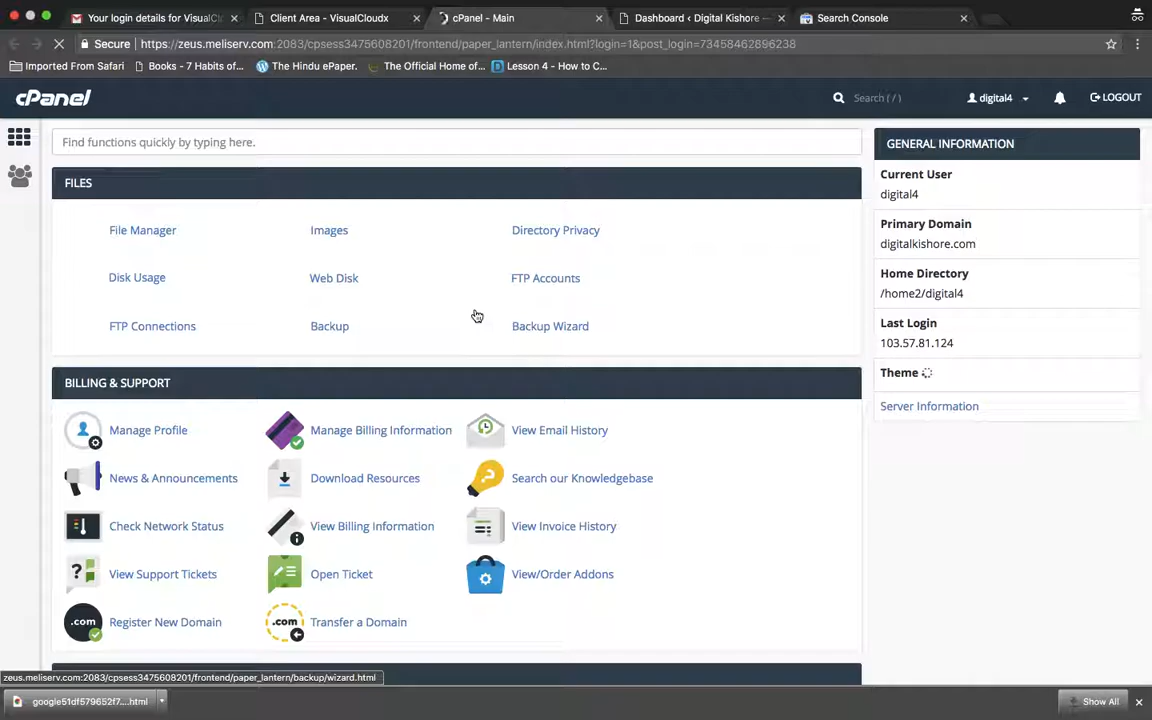 Your login details for VisualCl
Client Area - VisualCloudx
cPanel - Main
Dashboard ‹ Digital Kishore —
Search Console
Secure
https://zeus.meliserv.com:2083/cpsess3475608201/frontend/paper_lantern/index.html?login=1&post_login=73458462896238
Imported From Safari
Books - 7 Habits of...
The Hindu ePaper.
The Official Home of...
Lesson 4 - How to C...
cPanel
Search ( / )
digital4
LOGOUT
Find functions quickly by typing here.
FILES
File Manager
Images
Directory Privacy
Disk Usage
Web Disk
FTP Accounts
FTP Connections
Backup
Backup Wizard
BILLING & SUPPORT
Manage Profile
Manage Billing Information
View Email History
News & Announcements
Download Resources
Search our Knowledgebase
Check Network Status
View Billing Information
View Invoice History
View Support Tickets
Open Ticket
View/Order Addons
.com
Register New Domain
.com
Transfer a Domain
GENERAL INFORMATION
Current User
digital4
Primary Domain
digitalkishore.com
Home Directory
/home2/digital4
Last Login
103.57.81.124
Theme
Server Information
zeus.meliserv.com:2083/cpsess3475608201/frontend/paper_lantern/backup/wizard.html
google51df579652f7....html
Show All